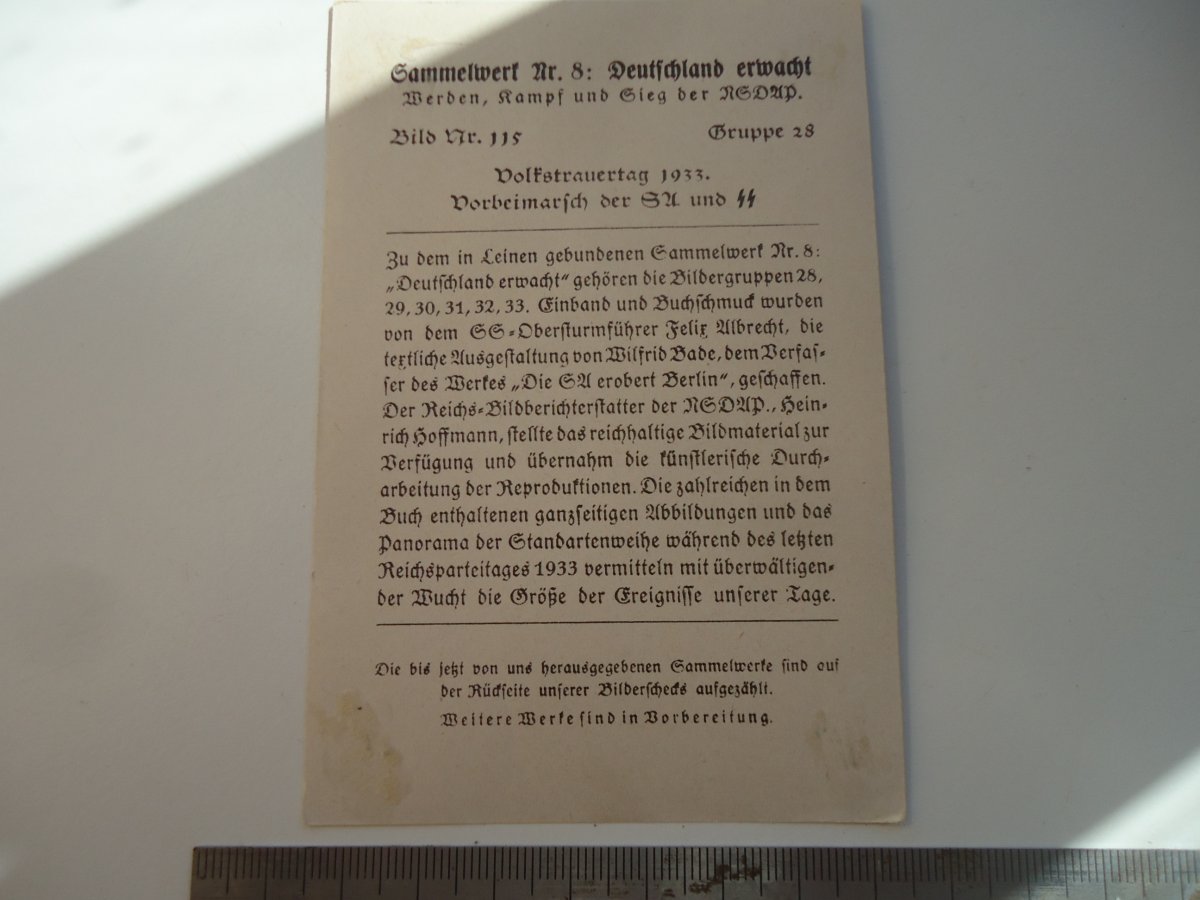 Sammelwerk Nr. 8: Deutschland erwacht
Werden, Kampf und Sieg der NSDAP.
Bild Nr. 115 Gruppe 28
Volkstrauertag 1933.
Vorbeimarsch der SA und ᛋᛋ
Zu dem in Leinen gebundenen Sammelwerk Nr. 8:
„Deutschland erwacht“ gehören die Bildergruppen 28,
29, 30, 31, 32, 33. Einband und Buchschmuck wurden
von dem SS-Obersturmführer Felix Albrecht, die
textliche Ausgestaltung von Wilfrid Bade, dem Verfas-
ser des Werkes „Die SA erobert Berlin“, geschaffen.
Der Reichs-Bildberichterstatter der NSDAP., Hein-
rich Hoffmann, stellte das reichhaltige Bildmaterial zur
Verfügung und übernahm die künstlerische Durch-
arbeitung der Reproduktionen. Die zahlreichen in dem
Buch enthaltenen ganzseitigen Abbildungen und das
Panorama der Standartenweihe während des letzten
Reichsparteitages 1933 vermitteln mit überwältigen-
der Wucht die Größe der Ereignisse unserer Tage.
Die bis jetzt von uns herausgegebenen Sammelwerke sind auf
der Rückseite unserer Bilderschecks aufgezählt.
Weitere Werke sind in Vorbereitung.